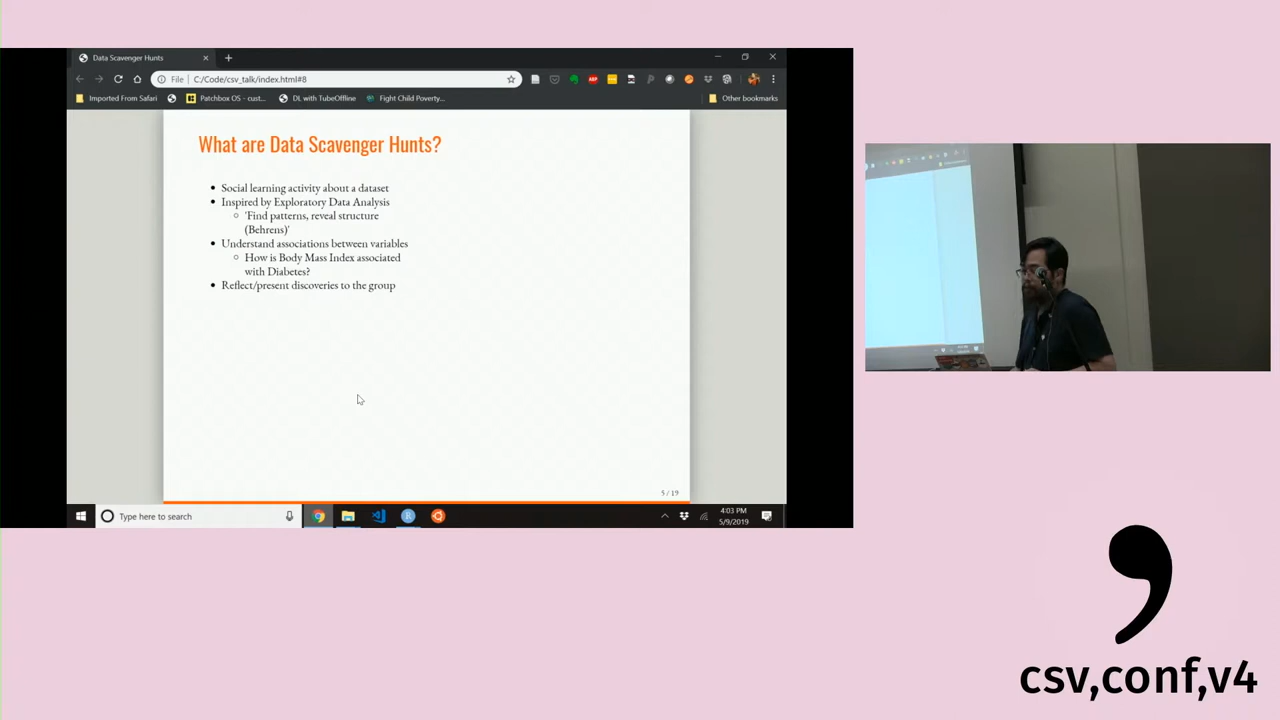 Data Scavenger Hunts
File C:/Code/csv_talk/index.html#8
Imported From Safari
Patchbox OS - cust...
DL with TubeOffline
Fight Child Poverty...
Other bookmarks
What are Data Scavenger Hunts?
Social learning activity about a dataset
Inspired by Exploratory Data Analysis
'Find patterns, reveal structure
(Behrens)'
Understand associations between variables
How is Body Mass Index associated
with Diabetes?
Reflect/present discoveries to the group
5 / 19
Type here to search
4:03 PM
5/9/2019
csv,conf,v4